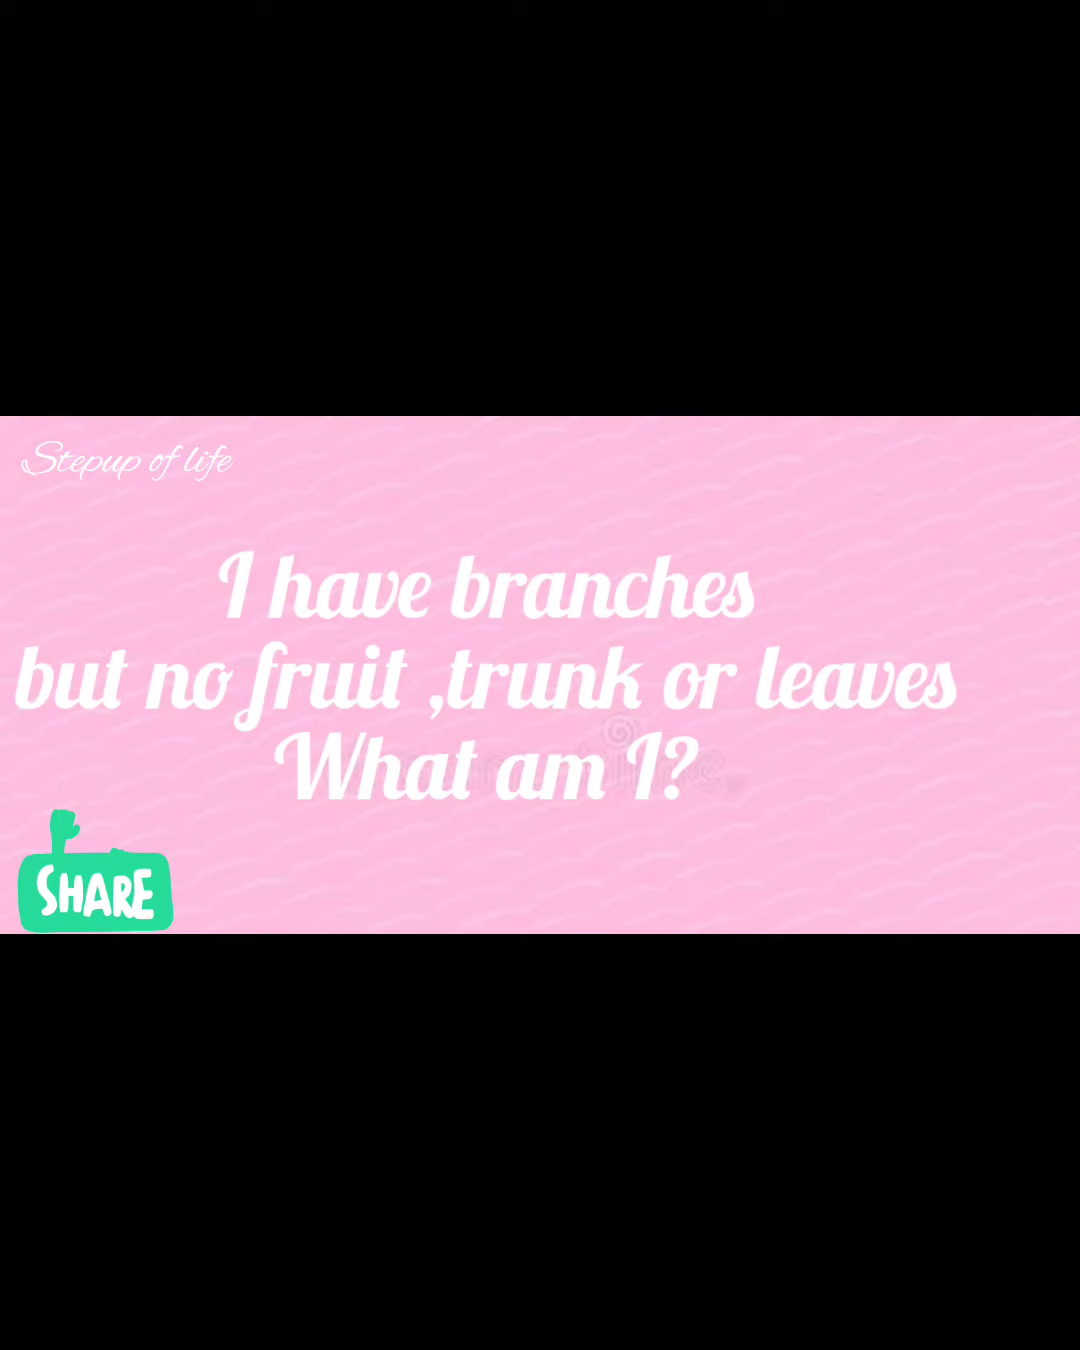 Stepup of life
I have branches
but no fruit ,trunk or leaves
What am I?
SHARE